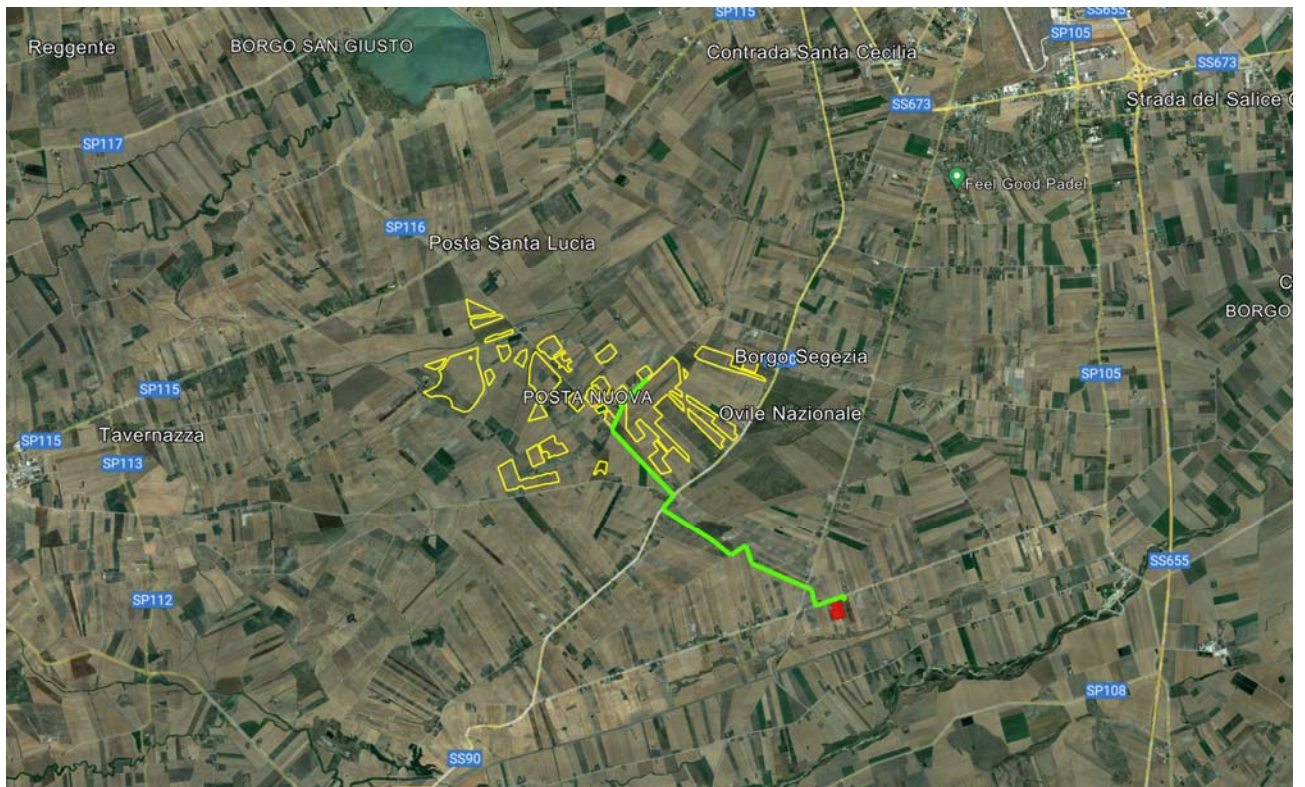 SP115
SS655
SP105
Reggente
BORGO SAN GIUSTO
Contrada Santa Cecilia
SS673
SS673
Strada del Salice
SP117
Feel Good Padel
SP116
Posta Santa Lucia
BORGO
Borgo Segezia
SP105
SP115
POSTA NUOVA
Ovile Nazionale
Tavernazza
SP115
SP113
SS655
SP112
SP108
SS90